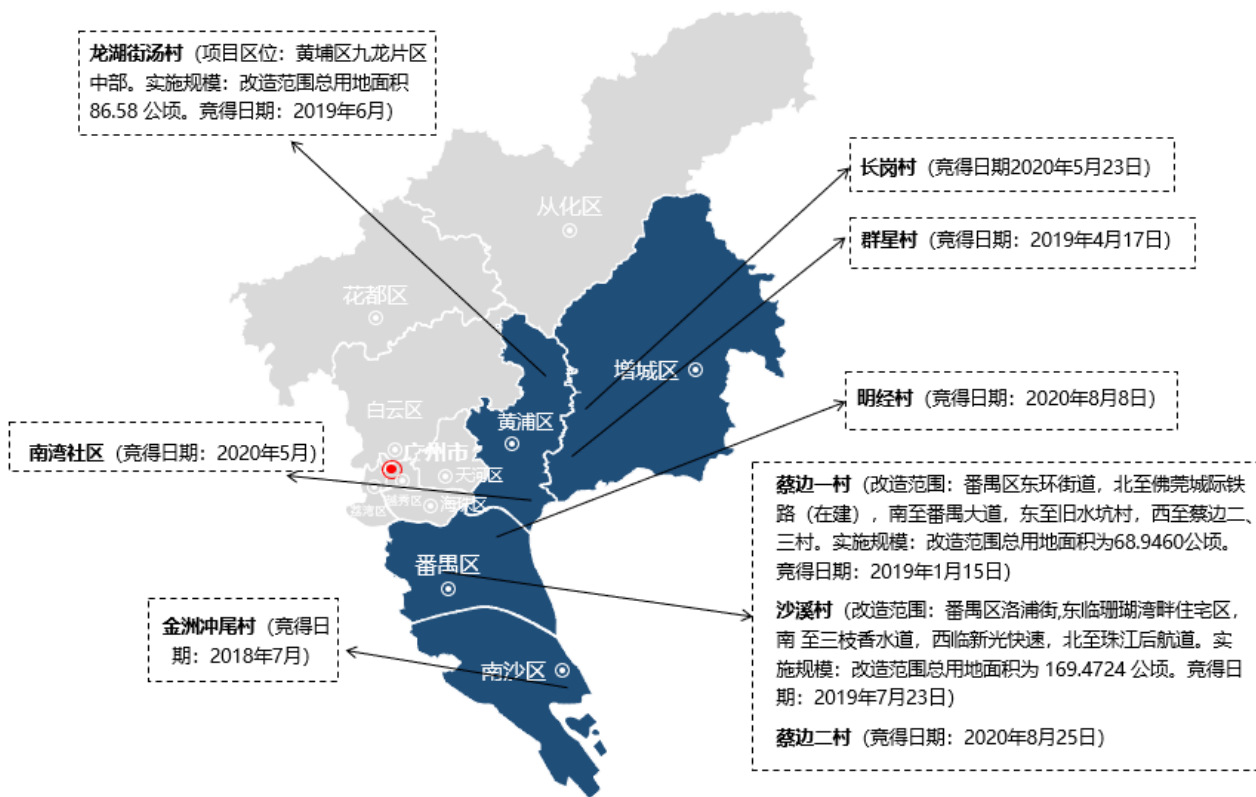 龙湖街汤村（项目区位：黄埔区九龙片区
中部。实施规模：改造范围总用地面积
86.58 公顷。竞得日期：2019年6月）
长岗村（竞得日期2020年5月23日）
群星村（竞得日期：2019年4月17日）
从化区
花都区
增城区
白云区
黄浦区
广州市
天河区
越秀区
海珠区
荔湾区
番禺区
南沙区
南湾社区（竞得日期：2020年5月）
明经村（竞得日期：2020年8月8日）
蔡边一村（改造范围：番禺区东环街道，北至佛莞城际铁
路（在建），南至番禺大道，东至旧水坑村，西至蔡边二、
三村。实施规模：改造范围总用地面积为68.9460公顷。
竞得日期：2019年1月15日）
沙溪村（改造范围：番禺区洛浦街,东临珊瑚湾畔住宅区，
南 至三枝香水道，西临新光快速，北至珠江后航道。实
施规模：改造范围总用地面积为 169.4724 公顷。竞得日
期：2019年7月23日）
蔡边二村（竞得日期：2020年8月25日）
金洲冲尾村（竞得日
期：2018年7月）